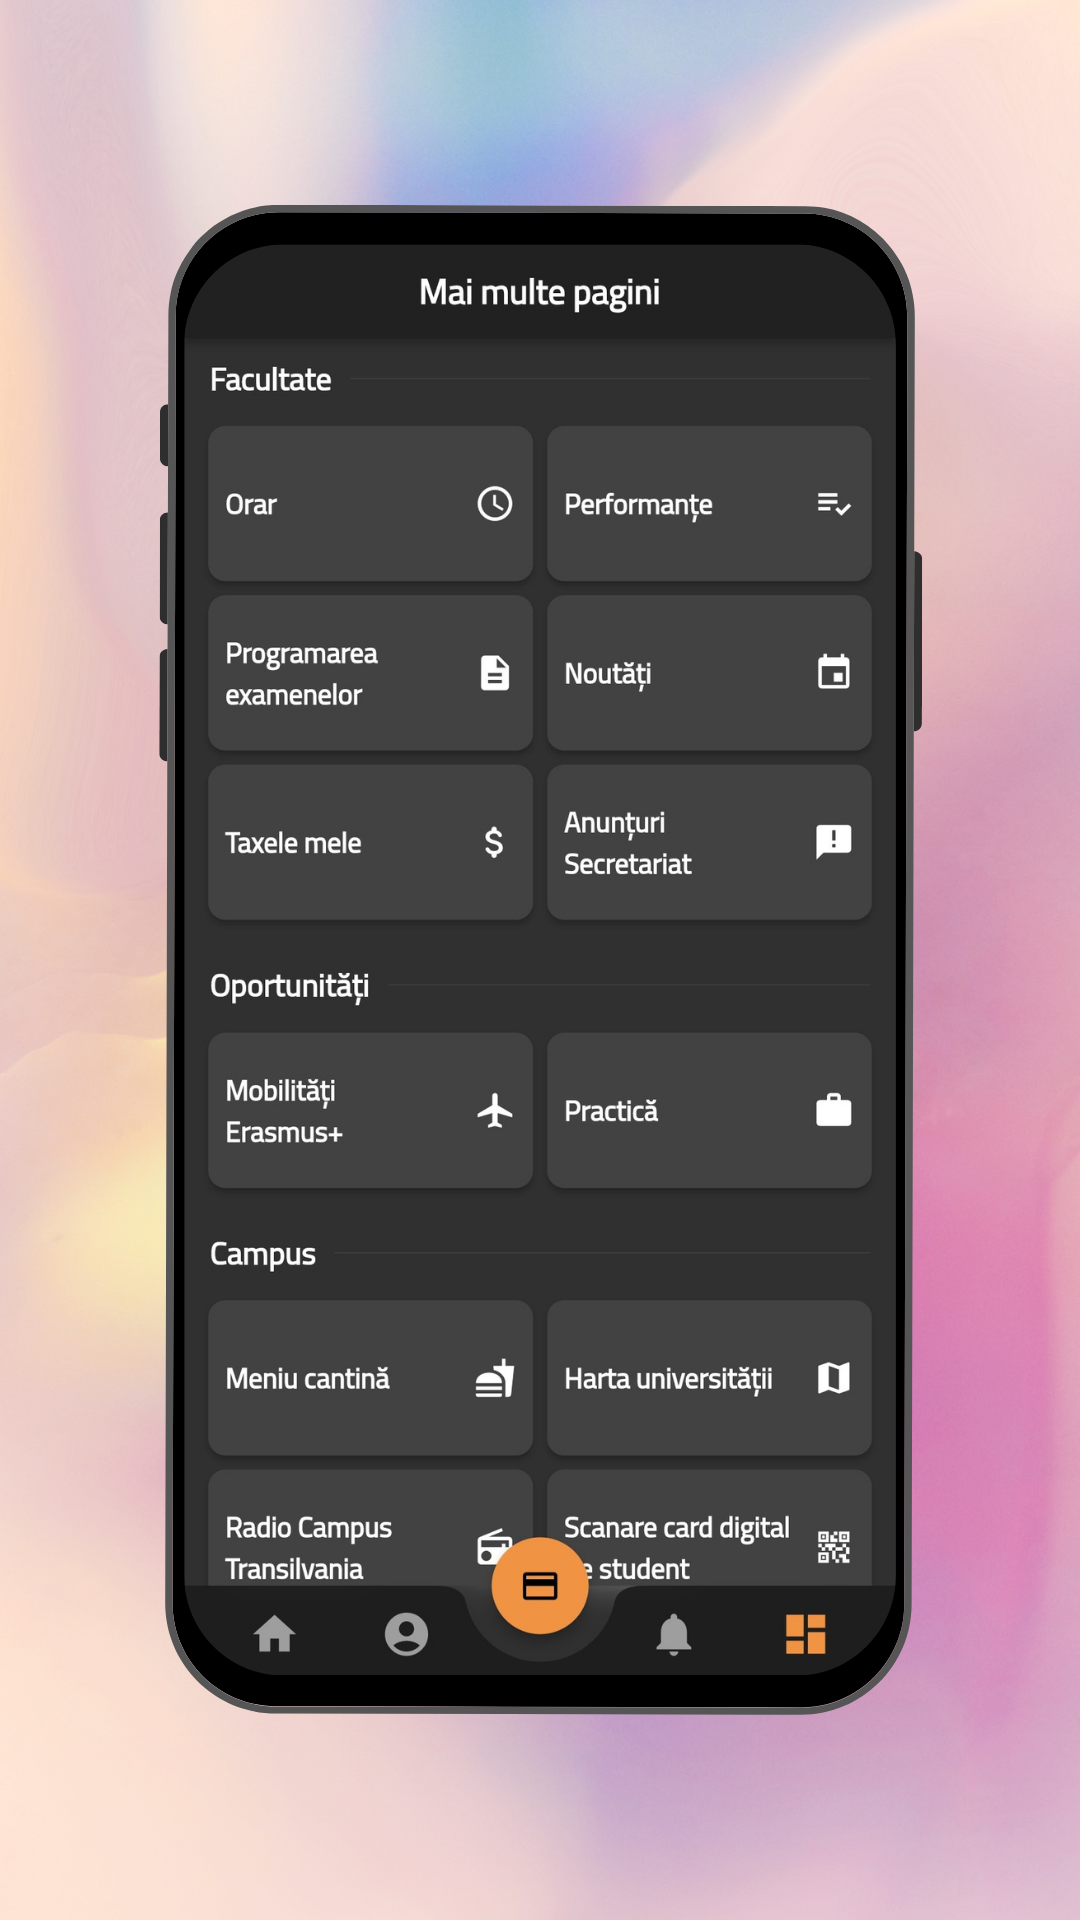 Mai multe pagini
Facultate
Orar
Performanțe
Programarea
examenelor
Noutăți
Taxele mele
Anunțuri
Secretariat
Oportunități
Mobilități
Erasmus+
Practică
Campus
Meniu cantină
Harta universității
Radio Campus
Transilvania
Scanare card digital
student